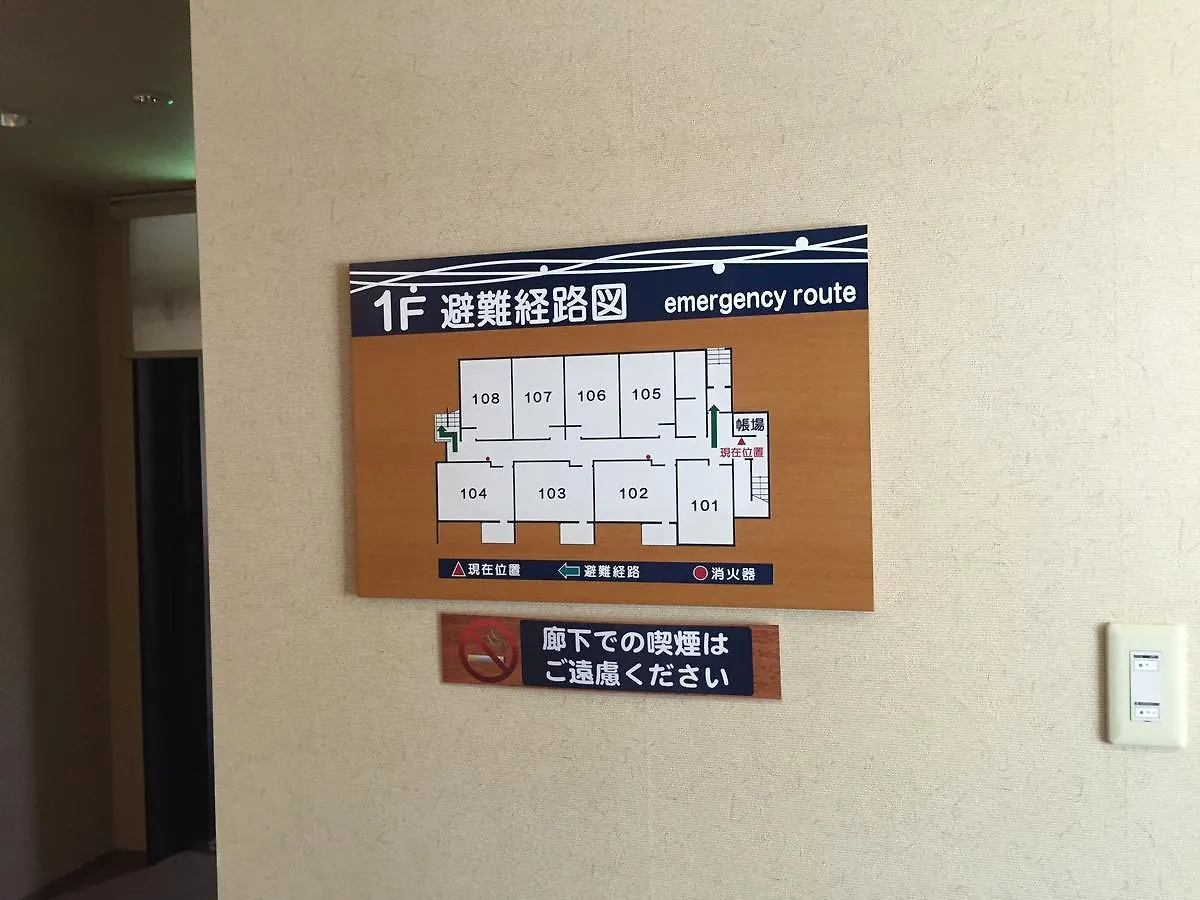 1F 避難経路図 emergency route
108 107 106 105
帳場
現在位置
104 103 102 101
現在位置 避難経路 消火器
廊下での喫煙は
ご遠慮ください